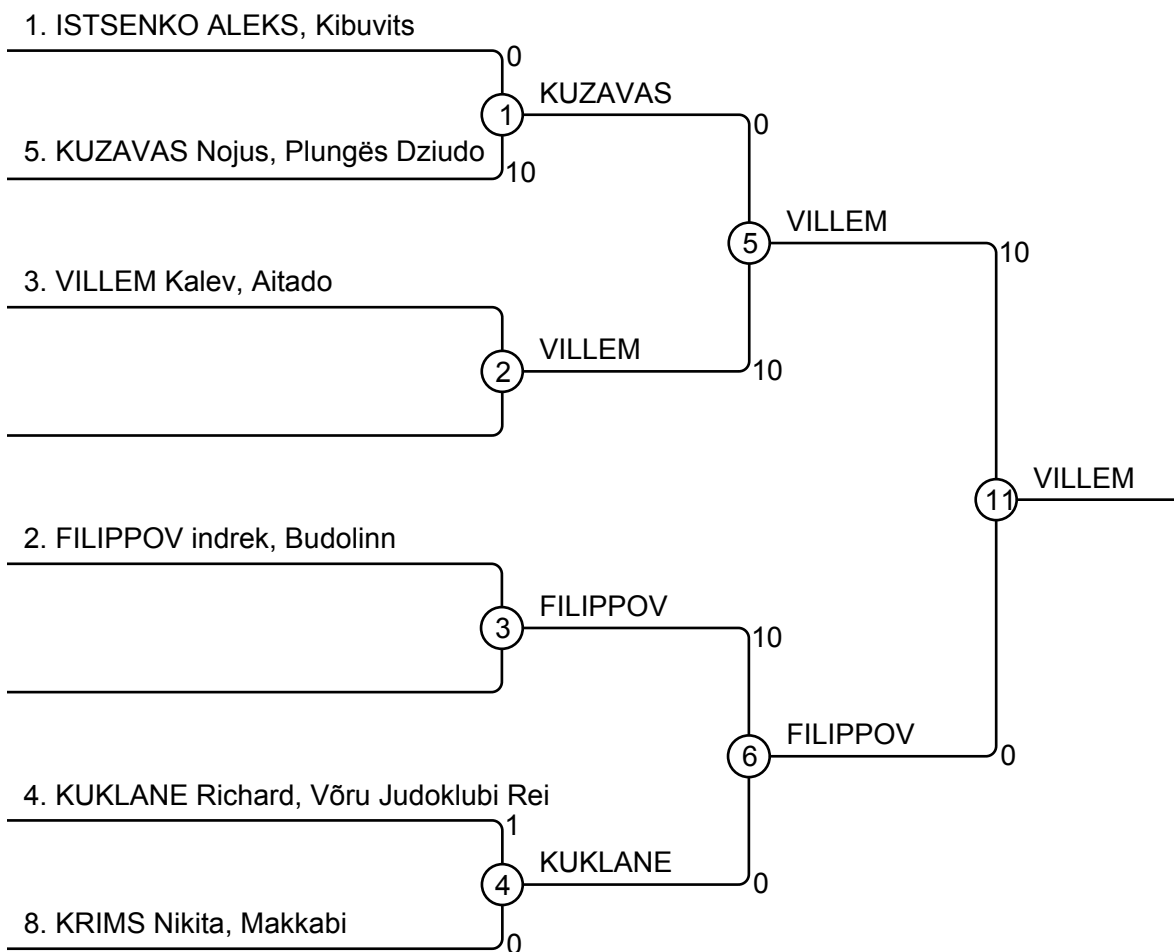 1. ISTSENKO ALEKS, Kibuvits
0
KUZAVAS
1
0
5. KUZAVAS Nojus, Plungës Dziudo
10
VILLEM
5
10
3. VILLEM Kalev, Aitado
VILLEM
2
10
VILLEM
11
2. FILIPPOV indrek, Budolinn
FILIPPOV
3
10
FILIPPOV
6
0
4. KUKLANE Richard, Võru Judoklubi Rei
1
KUKLANE
4
0
8. KRIMS Nikita, Makkabi
0